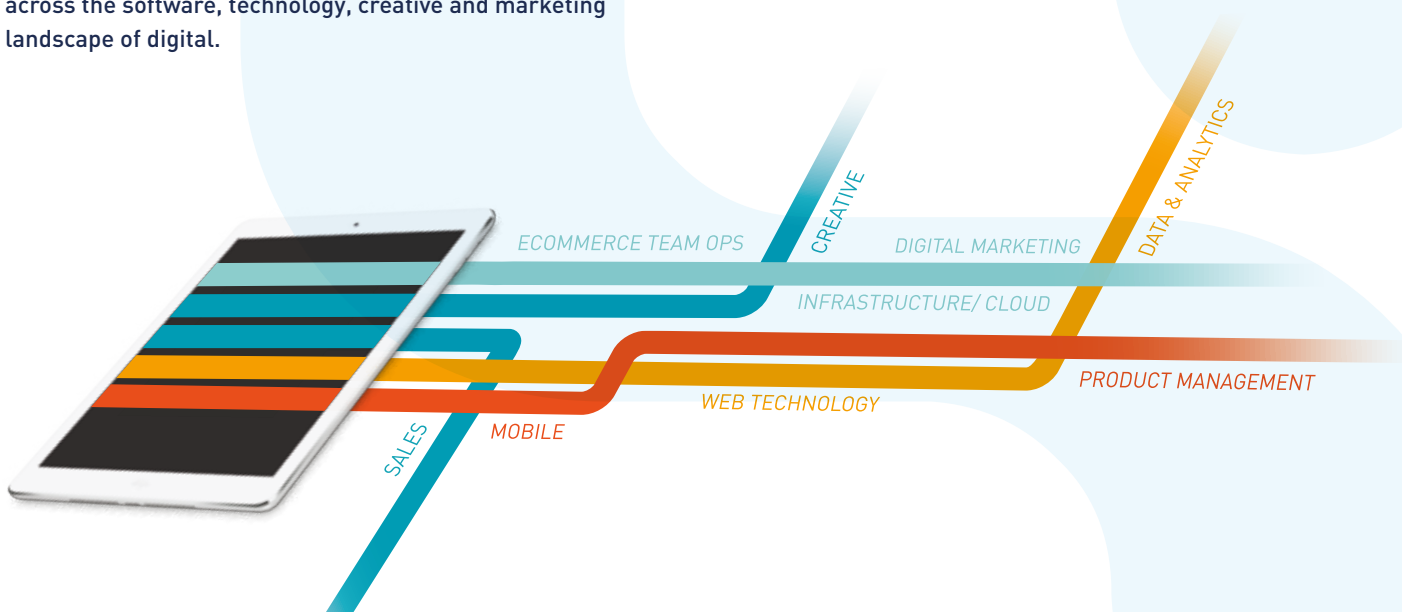 across the software, technology, creative and marketing
landscape of digital.
CREATIVE
DATA & ANALYTICS
ECOMMERCE TEAM OPS
DIGITAL MARKETING
INFRASTRUCTURE/ CLOUD
PRODUCT MANAGEMENT
WEB TECHNOLOGY
MOBILE
SALES